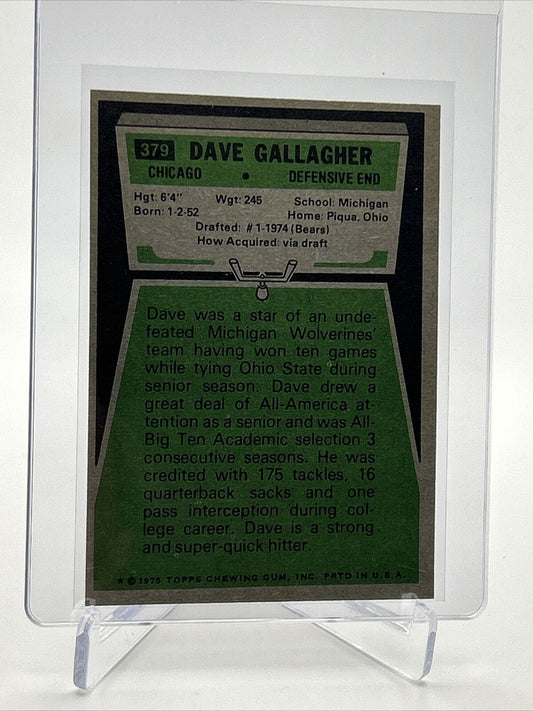 379 DAVE GALLAGHER
CHICAGO • DEFENSIVE END
Hgt: 6'4" Wgt: 245 School: Michigan
Born: 1-2-52 Home: Piqua, Ohio
Drafted: #1-1974 (Bears)
How Acquired: via draft
Dave was a star of an unde-
feated Michigan Wolverines'
team having won ten games
while tying Ohio State during
senior season. Dave drew a
great deal of All-America at-
tention as a senior and was All-
Big Ten Academic selection 3
consecutive seasons. He was
credited with 175 tackles, 16
quarterback sacks and one
pass interception during col-
lege career. Dave is a strong
and super-quick hitter.
★ © 1975 TOPPS CHEWING GUM, INC. PRTD IN U.S.A.